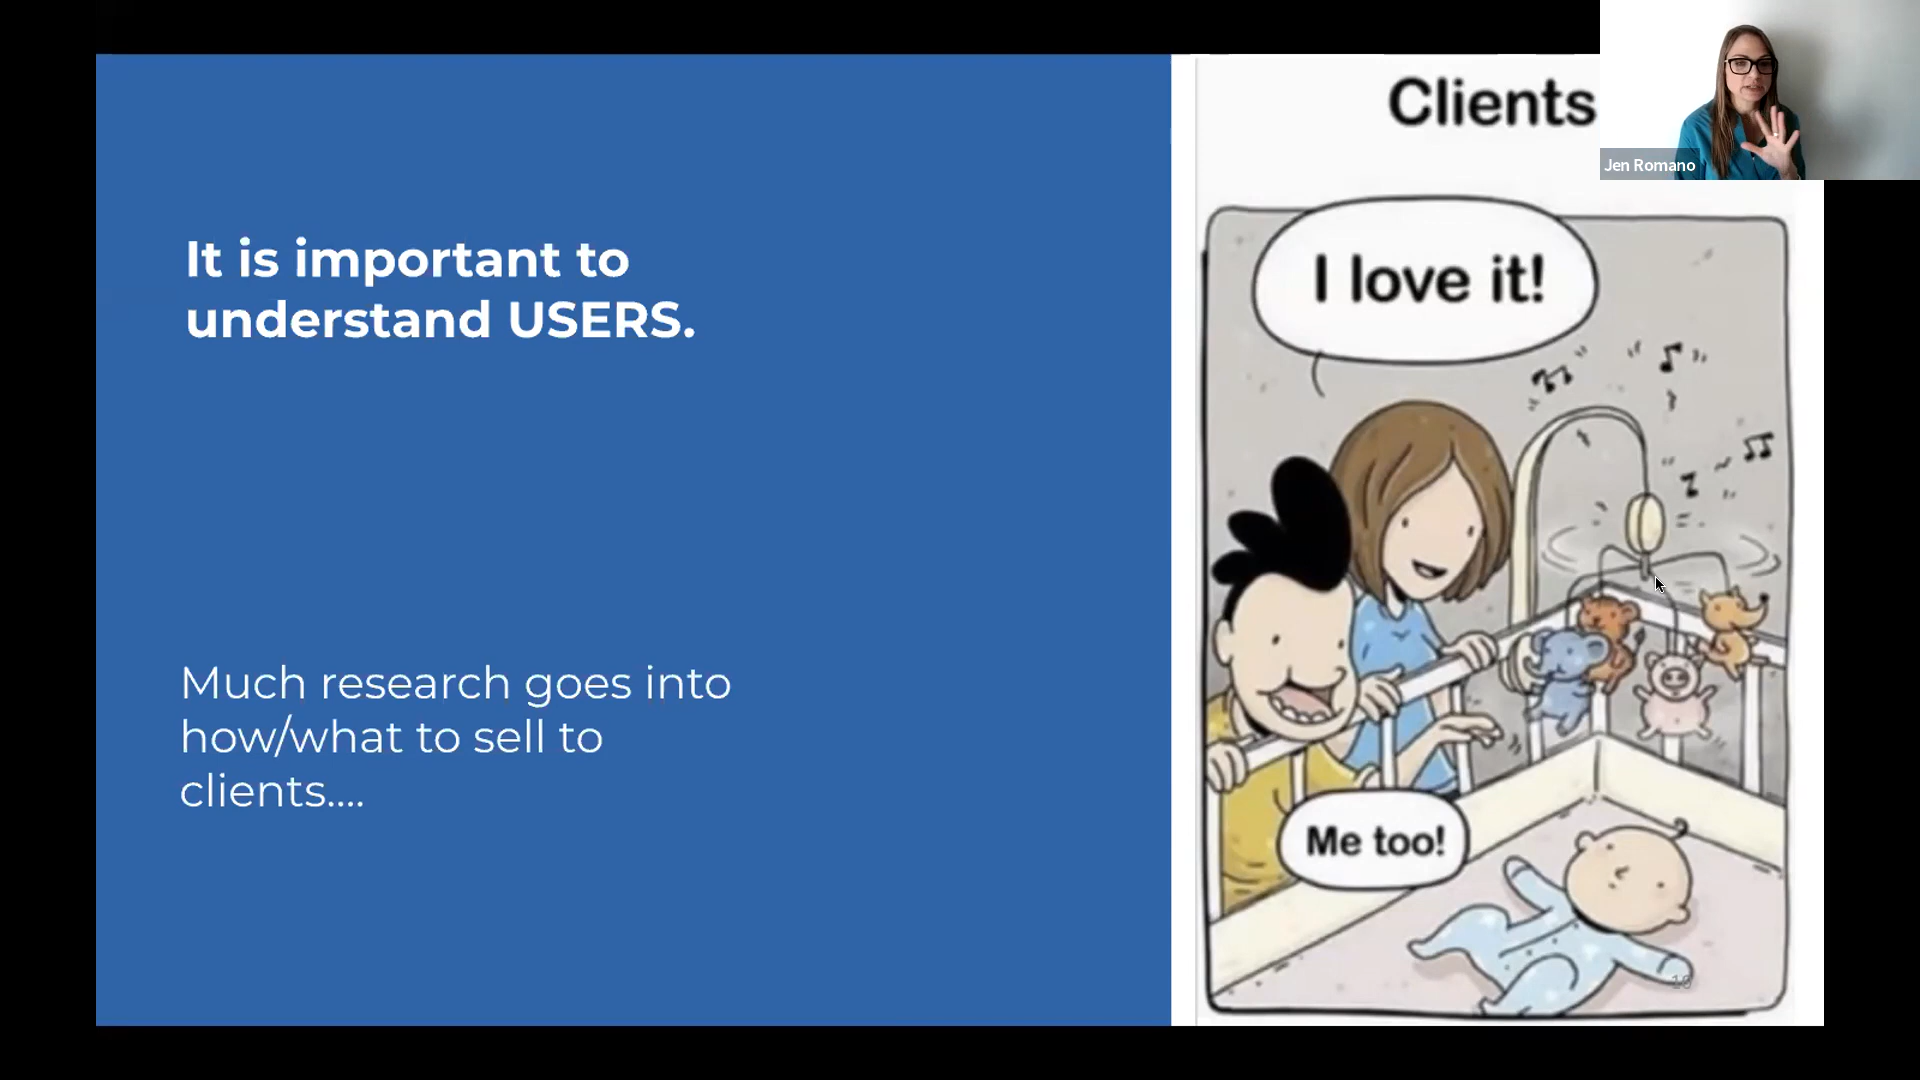 It is important to
understand USERS.
Much research goes into
how/what to sell to
clients....
Clients
I love it!
Me too!
Jen Romano